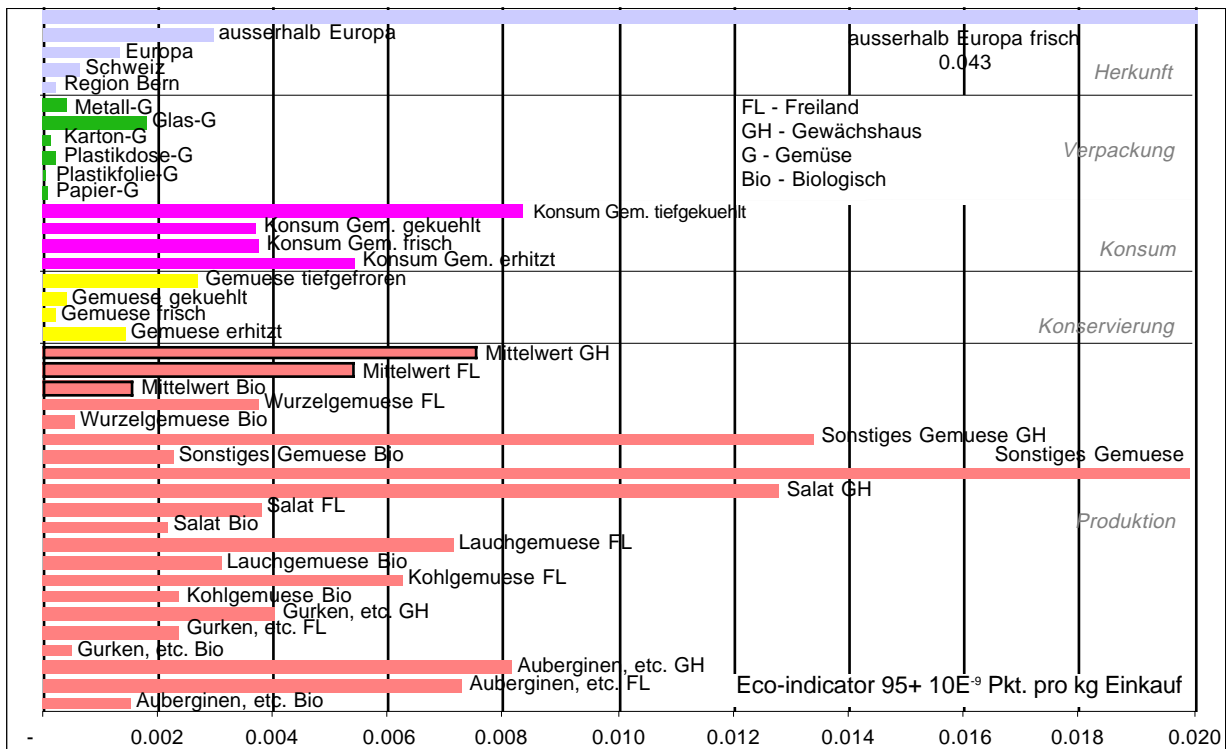 ausserhalb Europa
ausserhalb Europa frisch
0.043
Europa
Schweiz
Herkunft
Region Bern
Metall-G
FL - Freiland
Glas-G
GH - Gewächshaus
Karton-G
Verpackung
Plastikdose-G
G - Gemüse
Plastikfolie-G
Bio - Biologisch
Papier-G
Konsum Gem. tiefgekuehlt
Konsum Gem. gekuehlt
Konsum Gem. frisch
Konsum
Konsum Gem. erhitzt
Gemuese tiefgefroren
Gemuese gekuehlt
Gemuese frisch
Konservierung
Gemuese erhitzt
Mittelwert GH
Mittelwert FL
Mittelwert Bio
Wurzelgemuese FL
Wurzelgemuese Bio
Sonstiges Gemuese GH
Sonstiges Gemuese Bio
Sonstiges Gemuese
Salat GH
Salat FL
Salat Bio
Produktion
Lauchgemuese FL
Lauchgemuese Bio
Kohlgemuese FL
Kohlgemuese Bio
Gurken, etc. GH
Gurken, etc. FL
Gurken, etc. Bio
Auberginen, etc. GH
Auberginen, etc. FL
Eco-indicator 95+ 10E⁻⁹ Pkt. pro kg Einkauf
Auberginen, etc. Bio
- 0.002 0.004 0.006 0.008 0.010 0.012 0.014 0.016 0.018 0.020